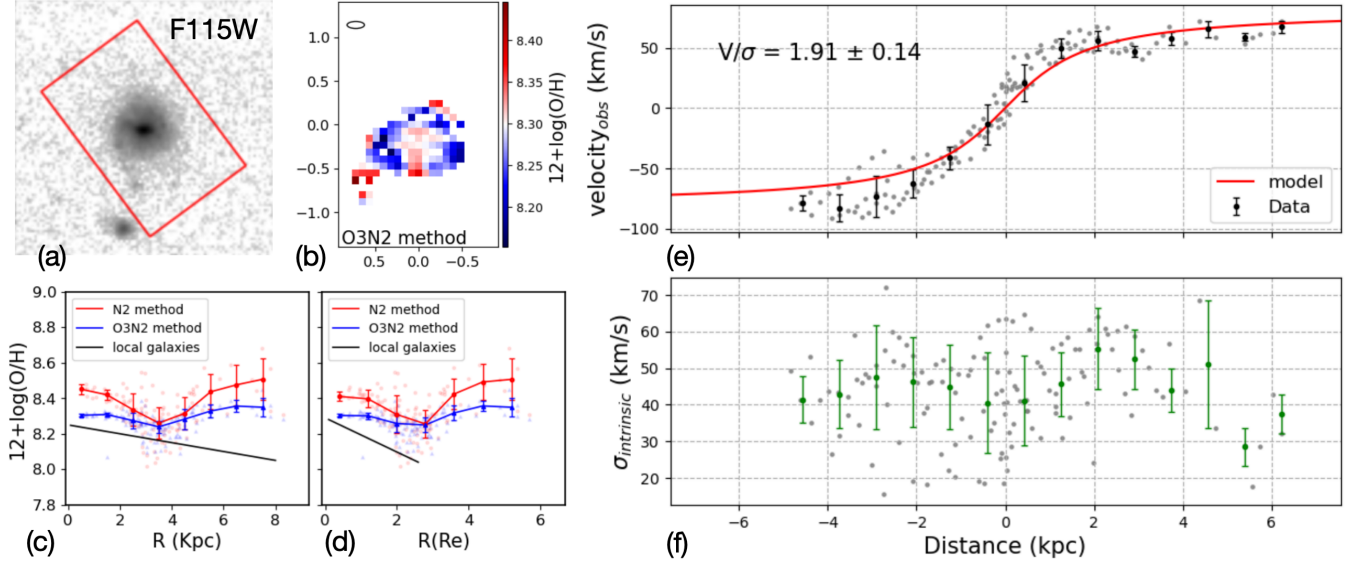 F115W
(a)
1.0
0.5
0.0
−0.5
−1.0
0.5 0.0 −0.5
O3N2 method
(b)
8.40
8.35
8.30
8.25
8.20
12+log(O/H)
9.0
8.8
8.6
8.4
8.2
8.0
7.8
12+log(O/H)
N2 method
O3N2 method
local galaxies
0 2 4 6 8
R (Kpc)
(c)
N2 method
O3N2 method
local galaxies
0 2 4 6
R(Re)
(d)
V/σ = 1.91 ± 0.14
50
0
−50
−100
velocityobs (km/s)
model
Data
(e)
70
60
50
40
30
20
σintrinsic (km/s)
−6 −4 −2 0 2 4 6
Distance (kpc)
(f)